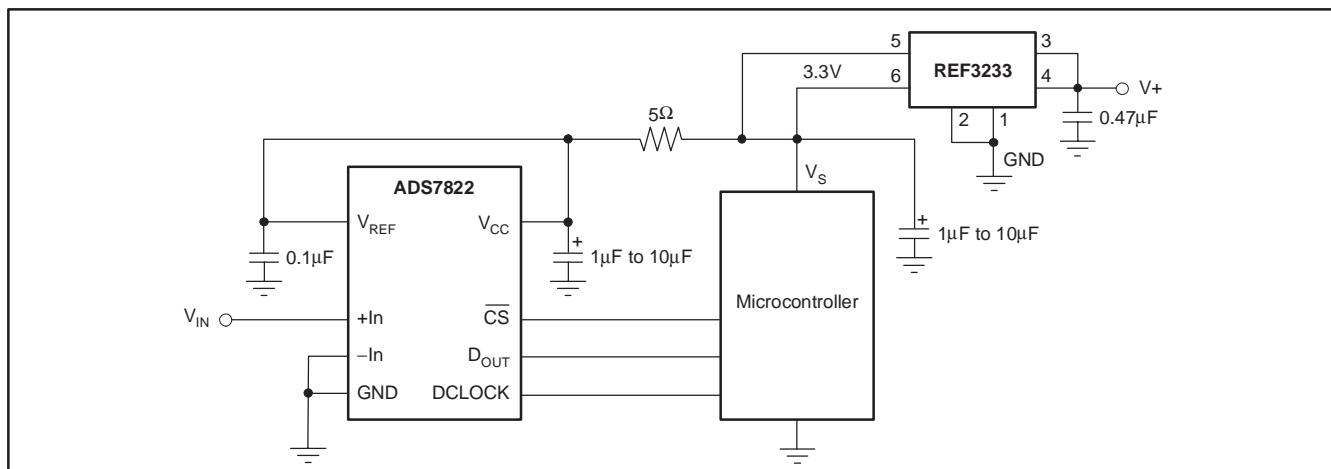 5
3
REF3233
3.3V
6
4
V+
5Ω
2
1
0.47μF
GND
ADS7822
V_S
V_REF
V_CC
0.1μF
+
1μF to 10μF
+
1μF to 10μF
Microcontroller
V_IN
+In
C̅S̅
−In
D_OUT
GND
DCLOCK